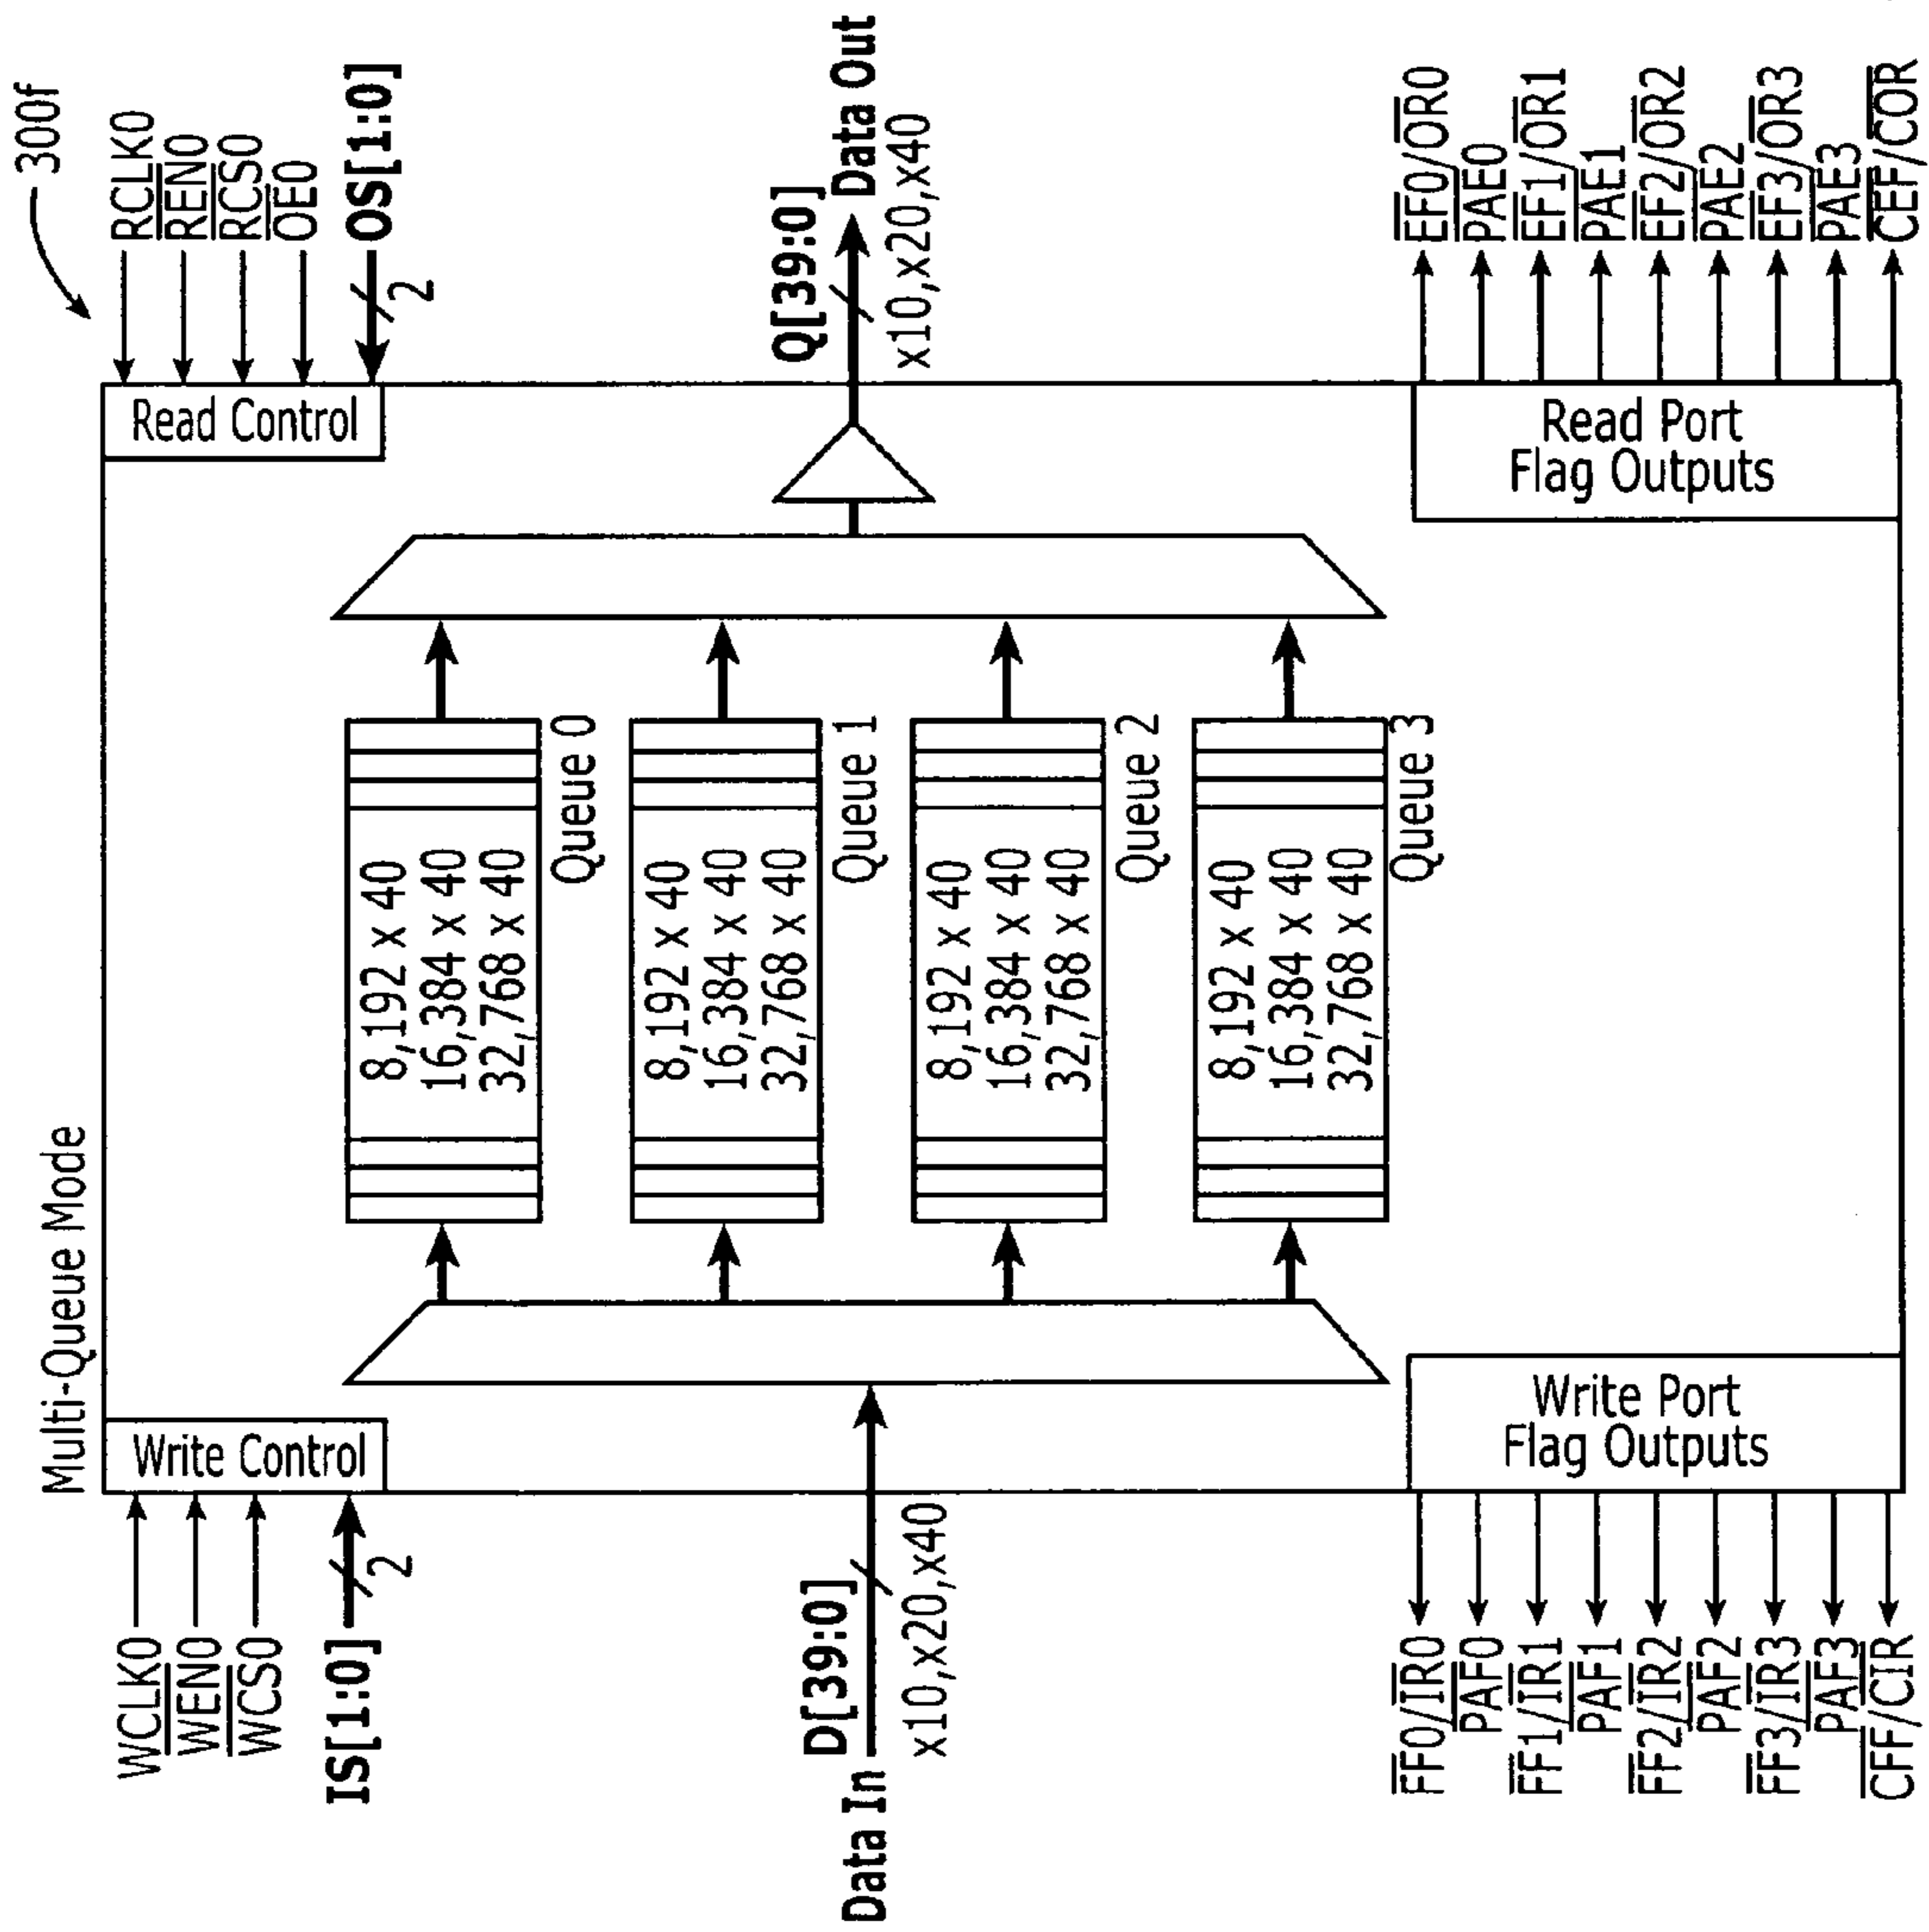 300f
Multi-Queue Mode
WCLK0
WEN0
WCS0
IS[1:0]
2
Write Control
Read Control
RCLK0
REN0
RCS0
OE0
OS[1:0]
2
8,192 x 40
16,384 x 40
32,768 x 40
Queue 0
8,192 x 40
16,384 x 40
32,768 x 40
Queue 1
8,192 x 40
16,384 x 40
32,768 x 40
Queue 2
8,192 x 40
16,384 x 40
32,768 x 40
Queue 3
D[39:0]
Data In
x10,x20,x40
Q[39:0]
Data Out
x10,x20,x40
FF0/IR0
PAF0
FF1/IR1
PAF1
FF2/IR2
PAF2
FF3/IR3
PAF3
CFF/CIR
Write Port
Flag Outputs
Read Port
Flag Outputs
EF0/OR0
PAE0
EF1/OR1
PAE1
EF2/OR2
PAE2
EF3/OR3
PAE3
CEF/COR